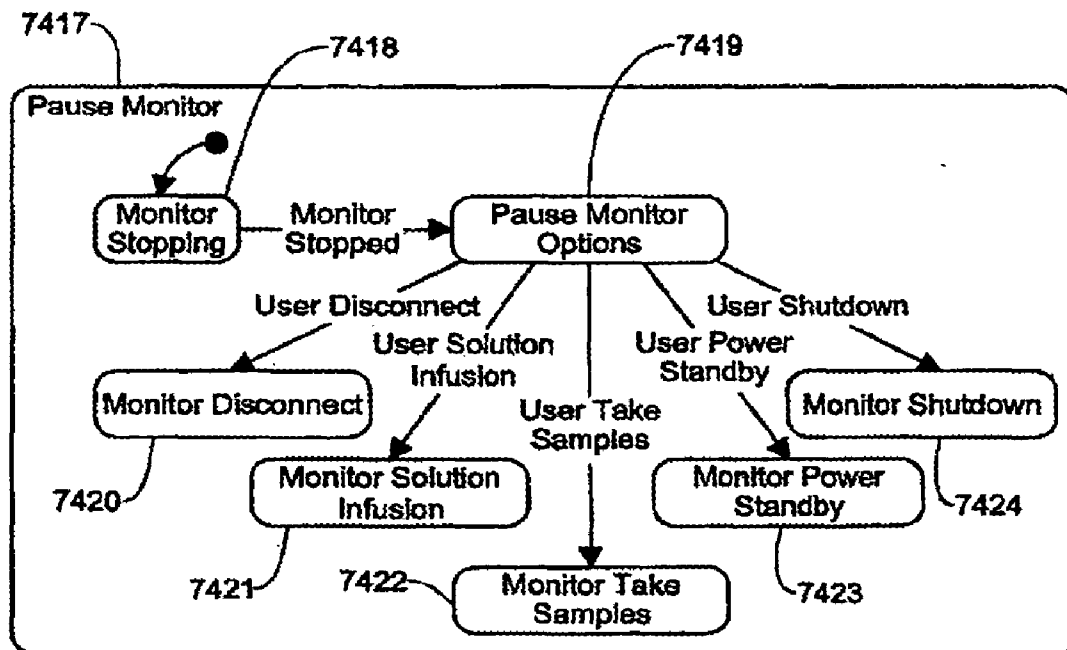 7417
7418
7419
Pause Monitor
Monitor
Stopping
Monitor
Stopped
Pause Monitor
Options
User Disconnect
User Solution
Infusion
User Take
Samples
User Power
Standby
User Shutdown
Monitor Disconnect
Monitor Shutdown
Monitor Solution
Infusion
Monitor Power
Standby
Monitor Take
Samples
7420
7421
7422
7423
7424